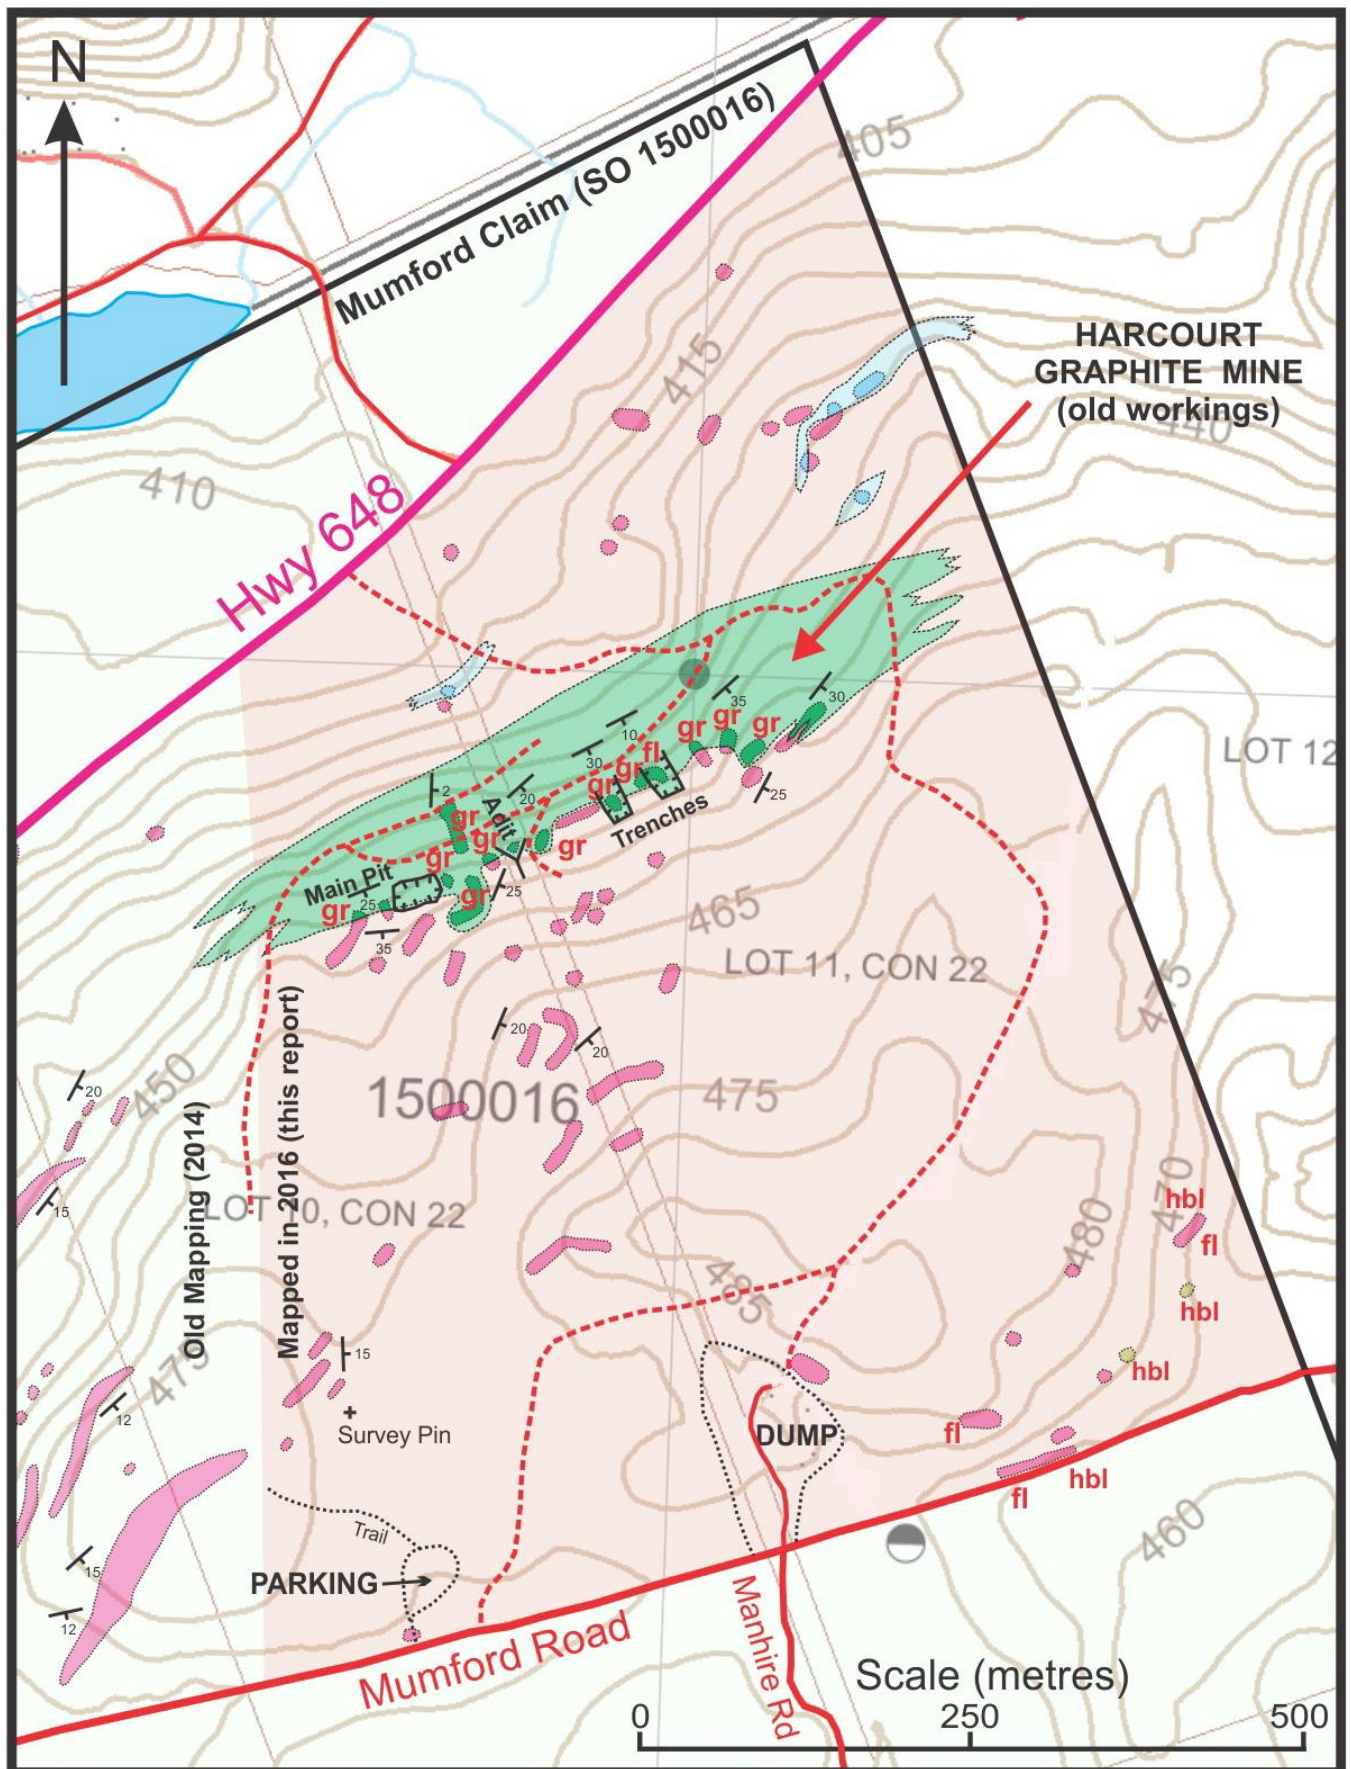 N
Mumford Claim (SO 1500016)
405
HARCOURT
GRAPHITE MINE
(old workings)
415
440
410
Hwy 648
LOT 12
30
35
gr
gr
gr
10
fl
30
gr
gr
25
2
20
Adit
Trenches
gr
gr
gr
gr
Main Pit
25
gr
25
gr
35
465
LOT 11, CON 22
475
20
20
20
450
1500016
475
Old Mapping (2014)
Mapped in 2016 (this report)
LOT 10, CON 22
15
470
hbl
fl
480
485
hbl
475
15
hbl
12
Survey Pin
DUMP
fl
hbl
fl
460
Trail
15
PARKING
12
Mumford Road
Manhire Rd
Scale (metres)
0 250 500